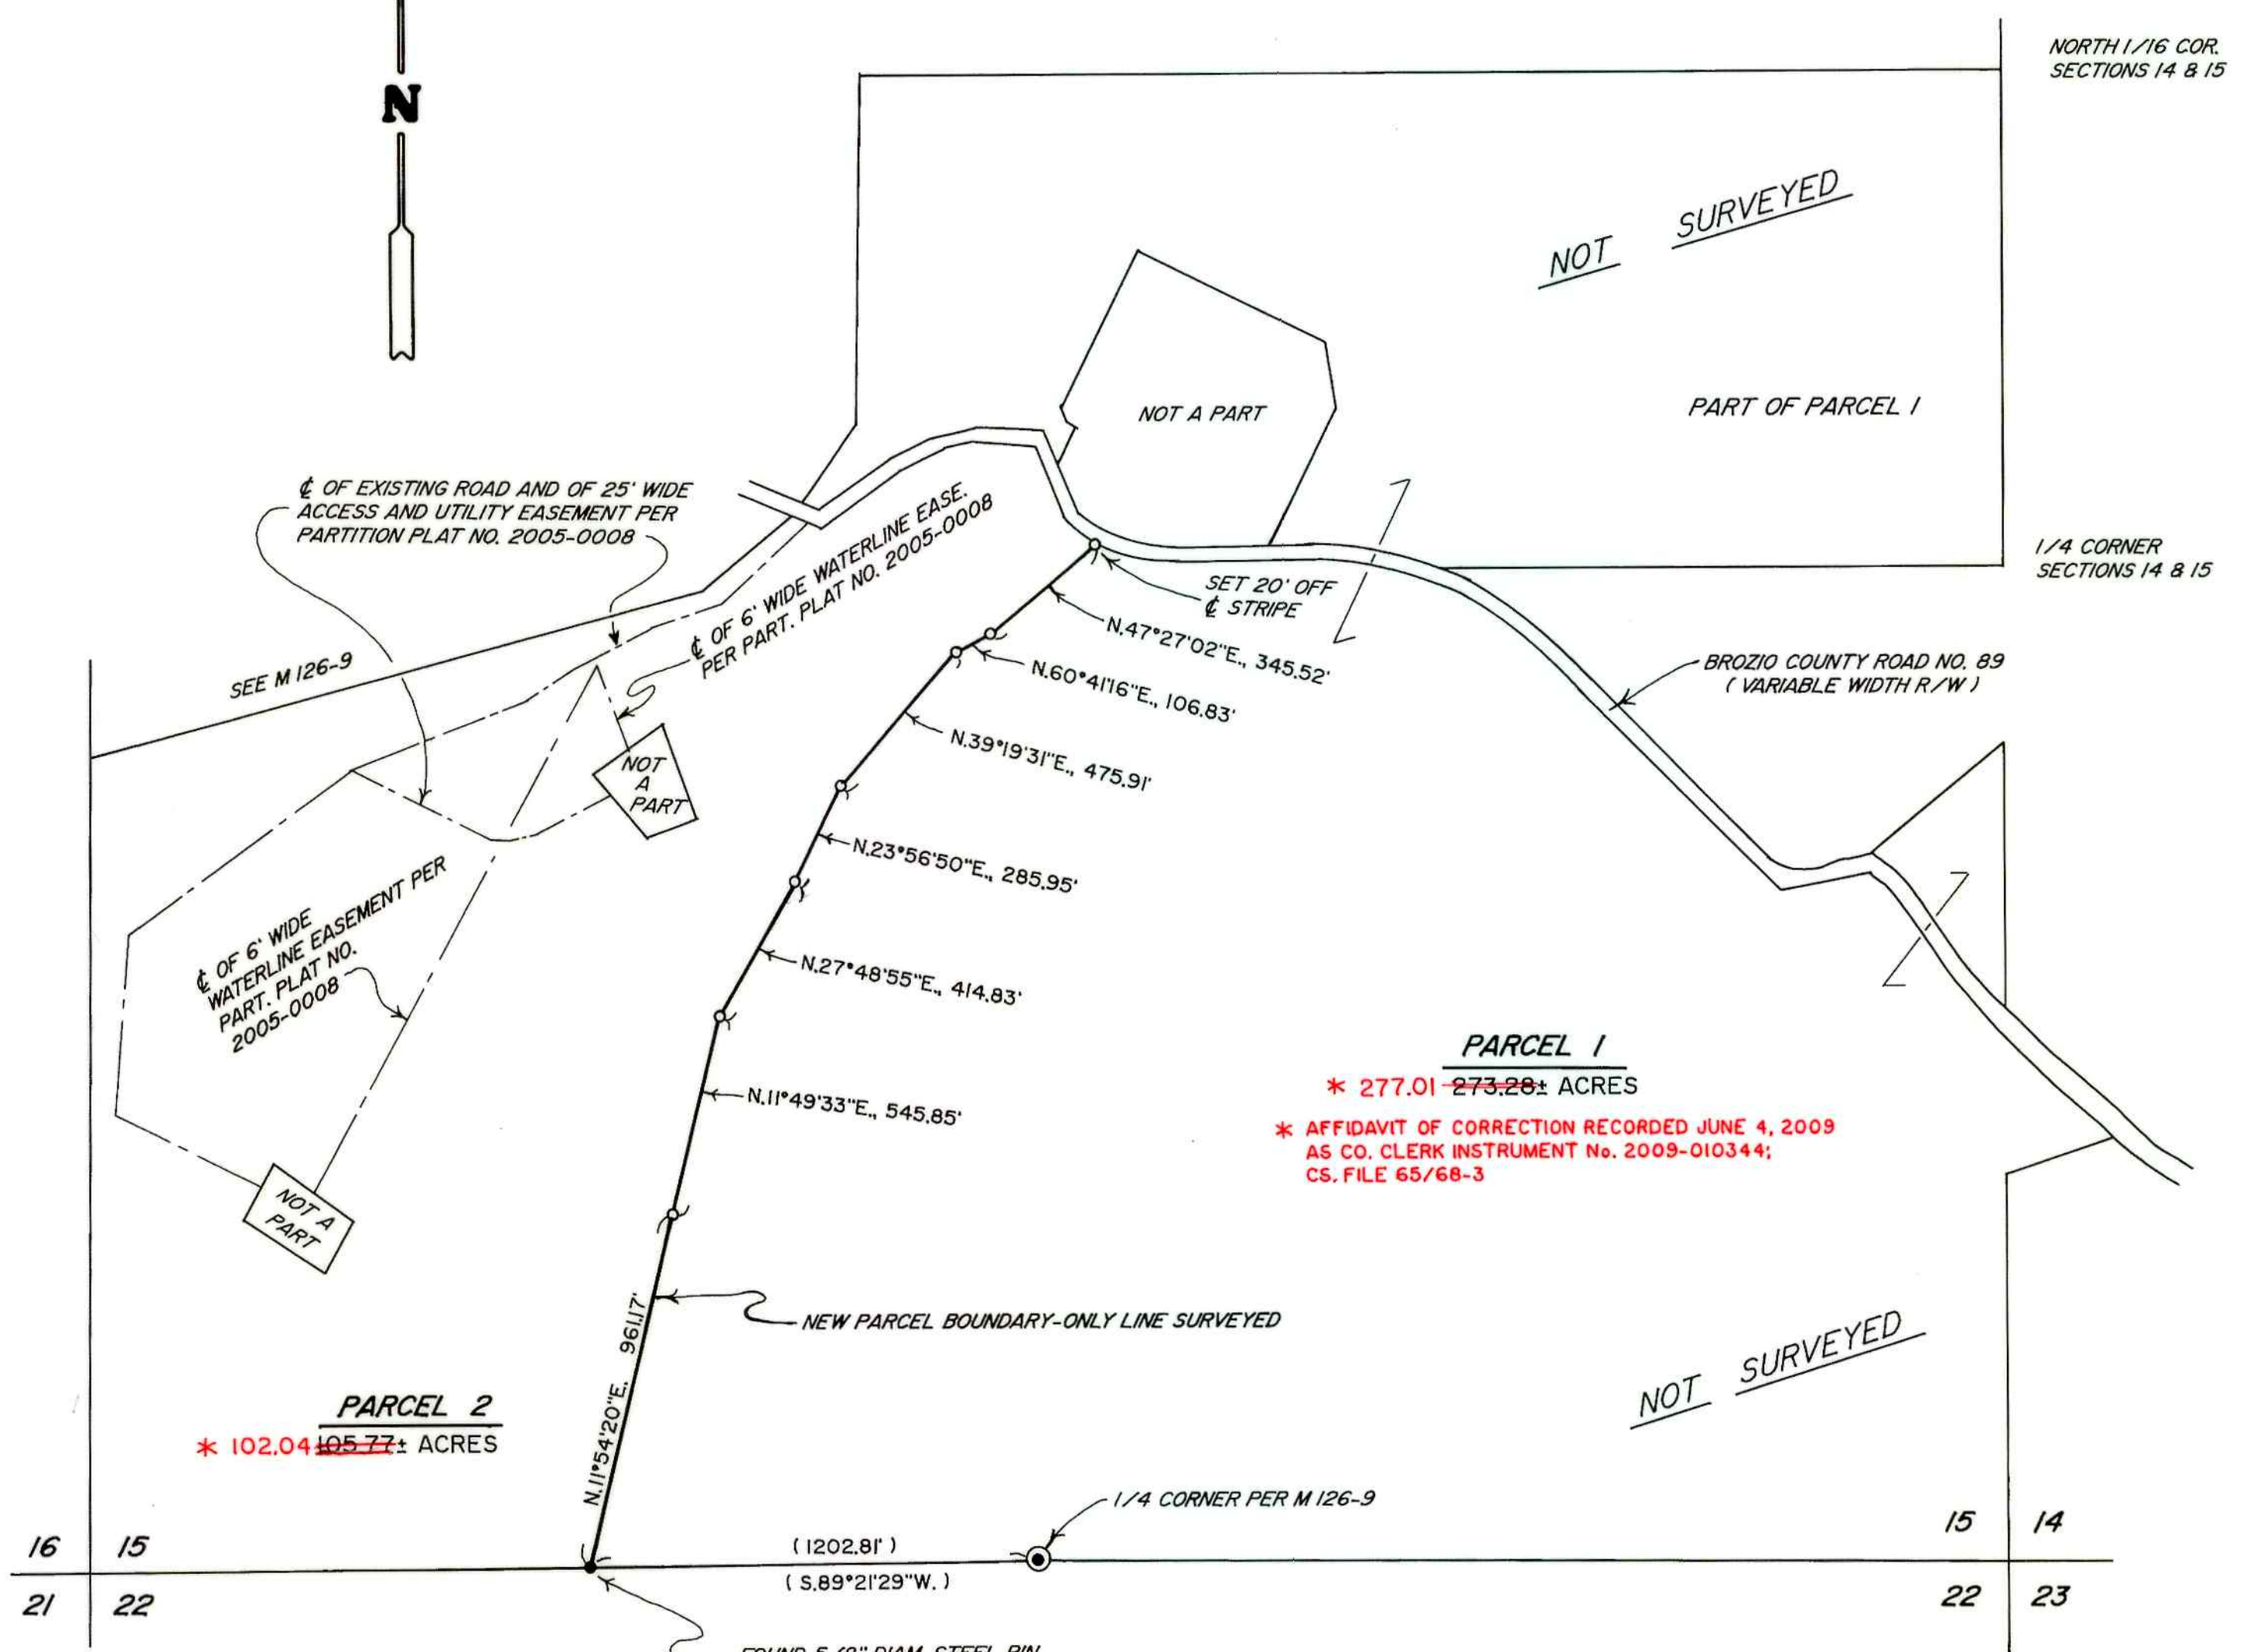 N
NORTH 1/16 COR.
SECTIONS 14 & 15
NOT SURVEYED
NOT A PART
PART OF PARCEL 1
℄ OF EXISTING ROAD AND OF 25' WIDE
ACCESS AND UTILITY EASEMENT PER
PARTITION PLAT NO. 2005-0008
℄ OF 6' WIDE WATERLINE EASE.
PER PART. PLAT NO. 2005-0008
1/4 CORNER
SECTIONS 14 & 15
SET 20' OFF
℄ STRIPE
N.47°27'02"E., 345.52'
SEE M 126-9
N.60°41'16"E., 106.83'
BROZIO COUNTY ROAD NO. 89
( VARIABLE WIDTH R/W )
N.39°19'31"E., 475.91'
NOT
A
PART
N.23°56'50"E., 285.95'
℄ OF 6' WIDE
WATERLINE EASEMENT PER
PART. PLAT NO.
2005-0008
N.27°48'55"E., 414.83'
PARCEL 1
* 277.01 273.28± ACRES
* AFFIDAVIT OF CORRECTION RECORDED JUNE 4, 2009
AS CO. CLERK INSTRUMENT No. 2009-010344;
CS. FILE 65/68-3
N.11°49'33"E., 545.85'
NOT A
PART
NEW PARCEL BOUNDARY-ONLY LINE SURVEYED
N.11°54'20"E. 961.17'
NOT SURVEYED
PARCEL 2
* 102.04 105.77± ACRES
1/4 CORNER PER M 126-9
16 15
( 1202.81' )
15 14
( S.89°21'29"W. )
21 22
22 23
FOUND 5/8" DIAM. STEEL PIN